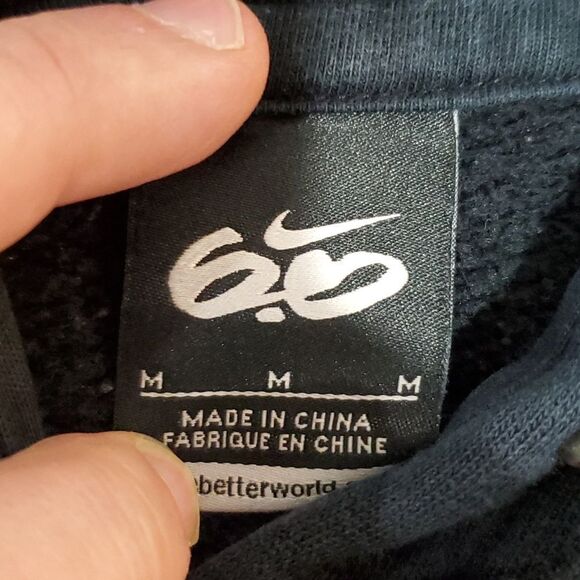 6.0
M M M
MADE IN CHINA
FABRIQUE EN CHINE
betterworld